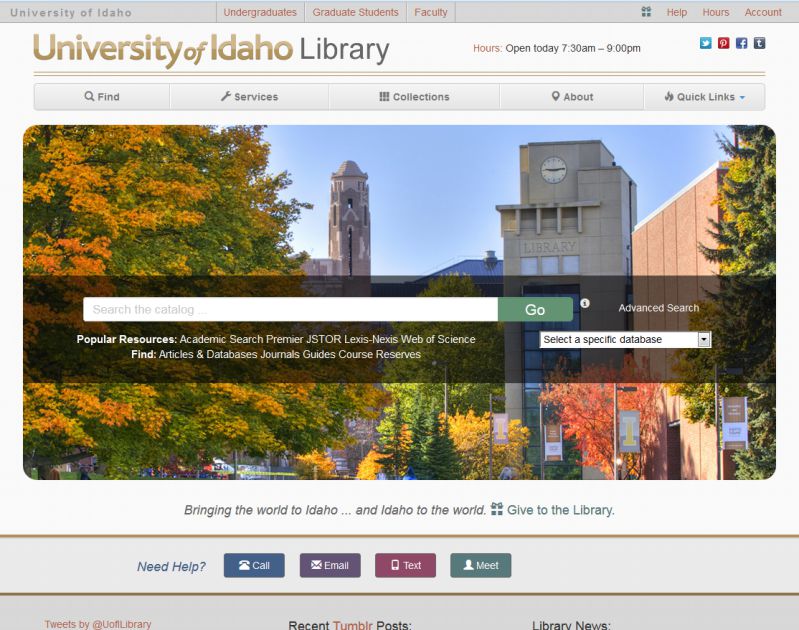 University of Idaho
Undergraduates Graduate Students Faculty
Help Hours Account
University of Idaho Library
Hours: Open today 7:30am – 9:00pm
Find Services Collections About Quick Links
LIBRARY
Search the catalog ... Go Advanced Search
Popular Resources: Academic Search Premier JSTOR Lexis-Nexis Web of Science
Select a specific database
Find: Articles & Databases Journals Guides Course Reserves
I I
Bringing the world to Idaho ... and Idaho to the world. Give to the Library.
Need Help? Call Email Text Meet
Tweets by @UofILibrary Recent Tumblr Posts: Library News: